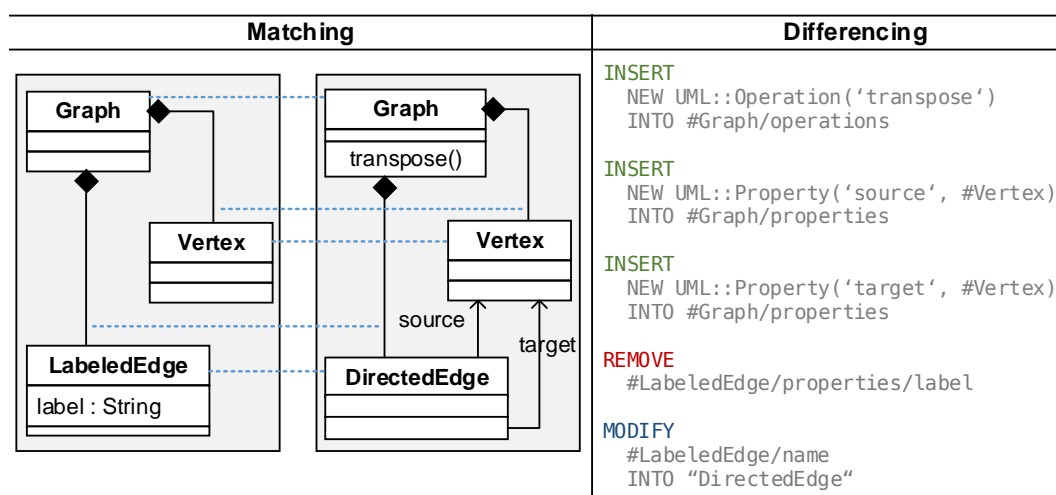 Matching
Differencing
Graph
Vertex
LabeledEdge
label : String
Graph
transpose()
Vertex
source
target
DirectedEdge
INSERT
NEW UML::Operation(‘transpose‘)
INTO #Graph/operations
INSERT
NEW UML::Property(‘source‘, #Vertex)
INTO #Graph/properties
INSERT
NEW UML::Property(‘target‘, #Vertex)
INTO #Graph/properties
REMOVE
#LabeledEdge/properties/label
MODIFY
#LabeledEdge/name
INTO “DirectedEdge“